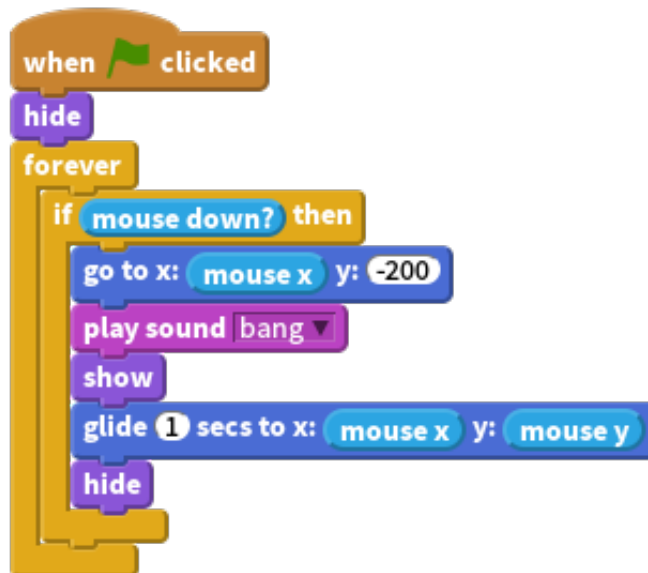 when clicked
hide
forever
if mouse down? then
go to x: mouse x y: -200
play sound bang
show
glide 1 secs to x: mouse x y: mouse y
hide